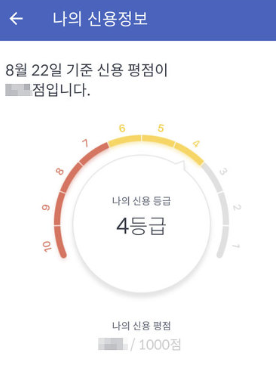 나의 신용정보
8월 22일 기준 신용 평점이
점입니다.
6 5
7 4
8 3
9 2
10 1
나의 신용 등급
4등급
나의 신용 평점
/ 1000점